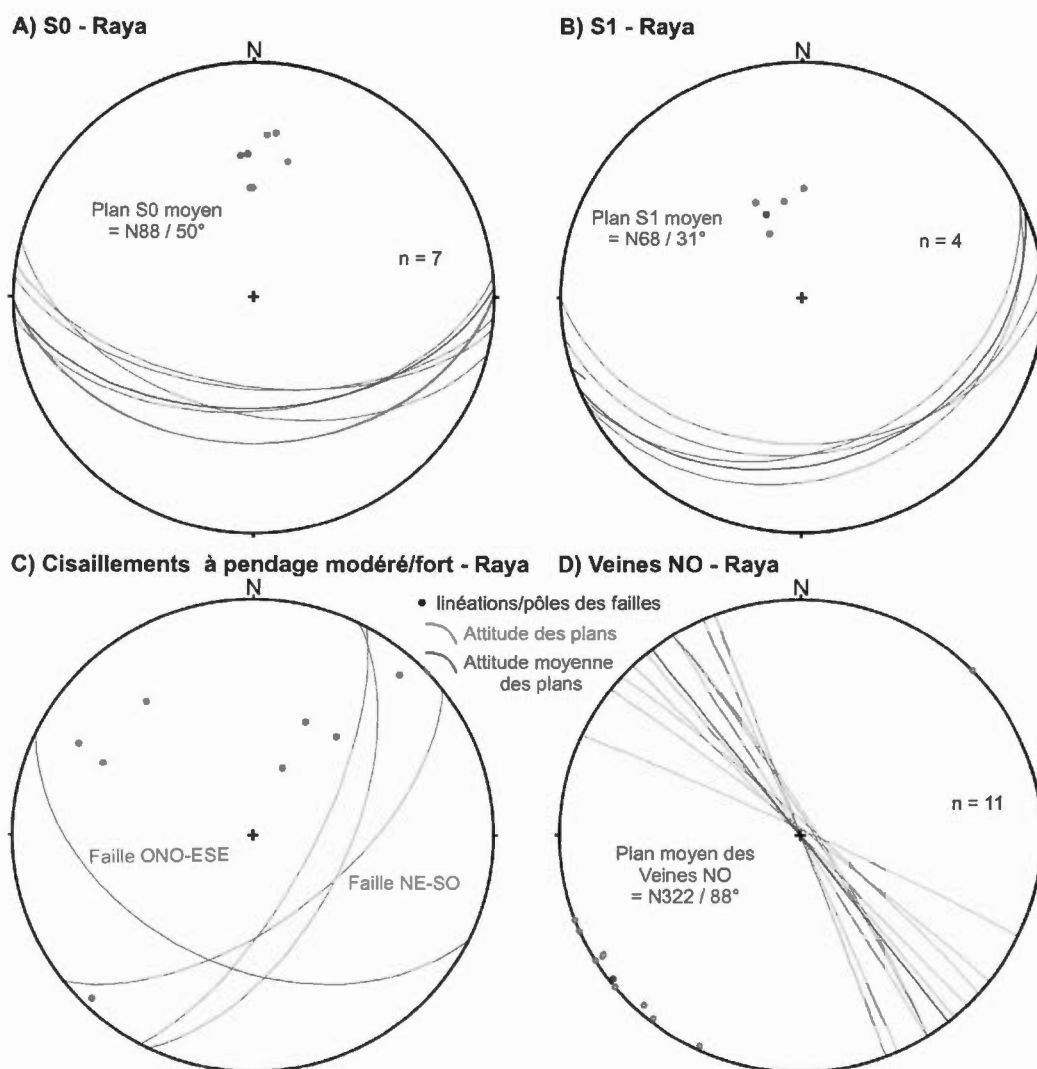 A) S0 - Raya
N
Plan S0 moyen
= N88 / 50°
n = 7
B) S1 - Raya
N
Plan S1 moyen
= N68 / 31°
n = 4
C) Cisaillements à pendage modéré/fort - Raya
N
Faille ONO-ESE
Faille NE-SO
linéations/pôles des failles
Attitude des plans
Attitude moyenne
des plans
D) Veines NO - Raya
N
n = 11
Plan moyen des
Veines NO
= N322 / 88°